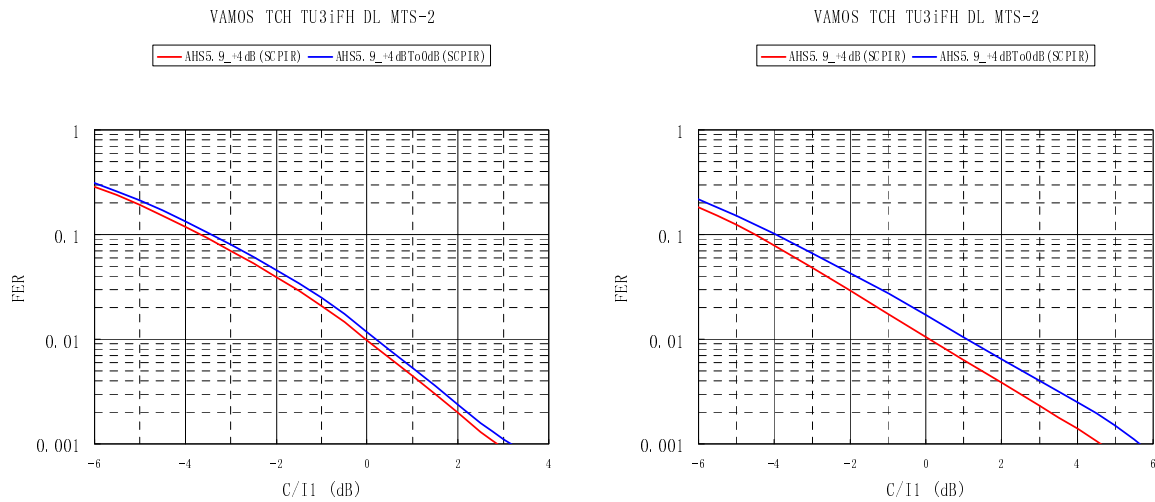 VAMOS TCH TU3iFH DL MTS-2
AHS5.9_+4dB(SCPIR) AHS5.9_+4dBTo0dB(SCPIR)
1
0.1
0.01
0.001
FER
-6 -4 -2 0 2 4
C/I1 (dB)
VAMOS TCH TU3iFH DL MTS-2
AHS5.9_+4dB(SCPIR) AHS5.9_+4dBTo0dB(SCPIR)
1
0.1
0.01
0.001
FER
-6 -4 -2 0 2 4 6
C/I1 (dB)